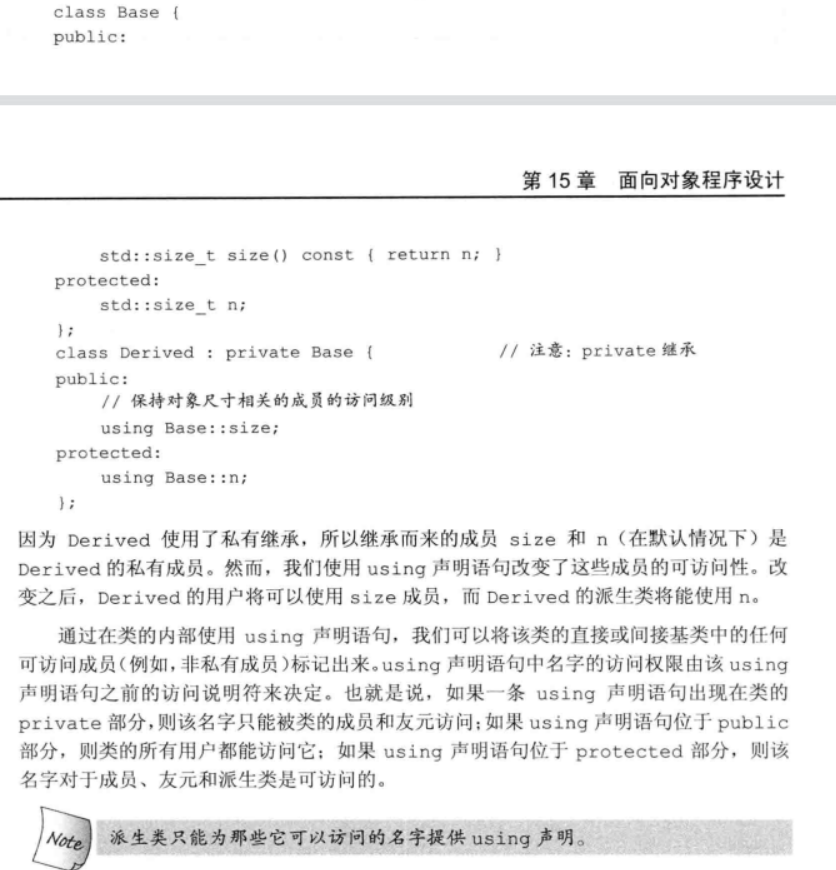 class Base {
public:
第 15 章 面向对象程序设计
std::size_t size() const { return n; }
protected:
std::size_t n;
};
class Derived : private Base { // 注意: private 继承
public:
// 保持对象尺寸相关的成员的访问级别
using Base::size;
protected:
using Base::n;
};
因为 Derived 使用了私有继承，所以继承而来的成员 size 和 n（在默认情况下）是
Derived 的私有成员。然而，我们使用 using 声明语句改变了这些成员的可访问性。改
变之后，Derived 的用户将可以使用 size 成员，而 Derived 的派生类将能使用 n。
通过在类的内部使用 using 声明语句，我们可以将该类的直接或间接基类中的任何
可访问成员（例如，非私有成员）标记出来。using 声明语句中名字的访问权限由该 using
声明语句之前的访问说明符来决定。也就是说，如果一条 using 声明语句出现在类的
private 部分，则该名字只能被类的成员和友元访问；如果 using 声明语句位于 public
部分，则类的所有用户都能访问它；如果 using 声明语句位于 protected 部分，则该
名字对于成员、友元和派生类是可访问的。
Note 派生类只能为那些它可以访问的名字提供 using 声明。